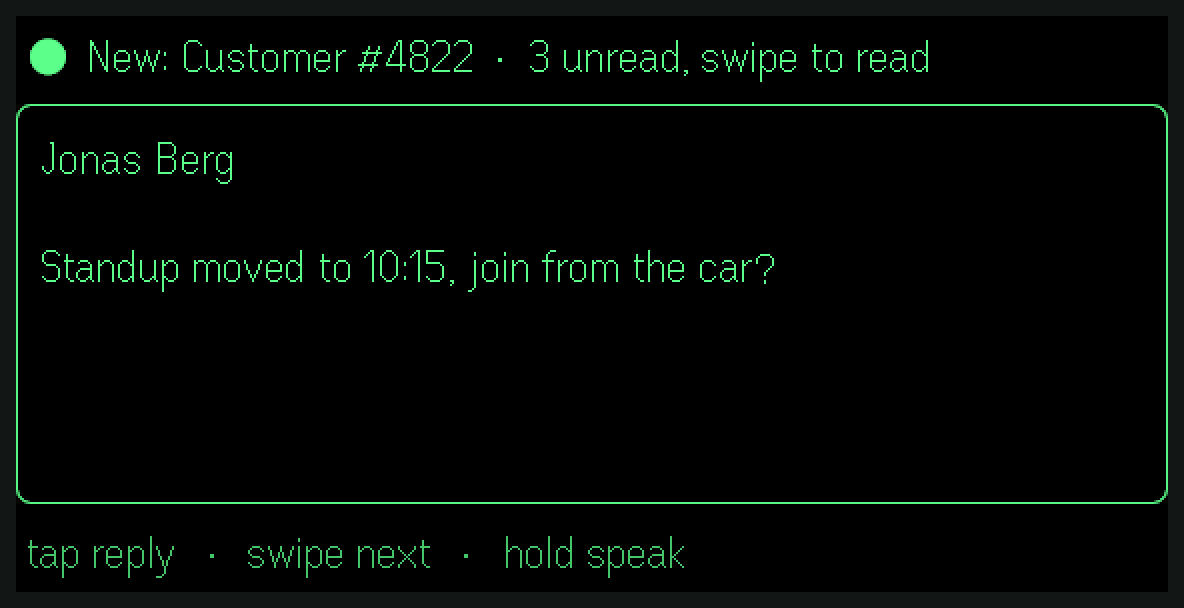 New: Customer #4822 · 3 unread, swipe to read
Jonas Berg
Standup moved to 10:15, join from the car?
tap reply · swipe next · hold speak